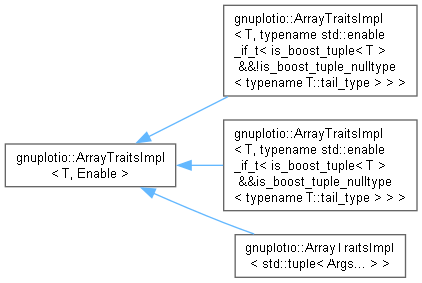 gnuplotio::ArrayTraitsImpl
< T, typename std::enable
_if_t< is_boost_tuple< T >
&&!is_boost_tuple_nulltype
< typename T::tail_type > > >
gnuplotio::ArrayTraitsImpl
< T, Enable >
gnuplotio::ArrayTraitsImpl
< T, typename std::enable
_if_t< is_boost_tuple< T >
&&is_boost_tuple_nulltype
< typename T::tail_type > > >
gnuplotio::ArrayTraitsImpl
< std::tuple< Args... > >